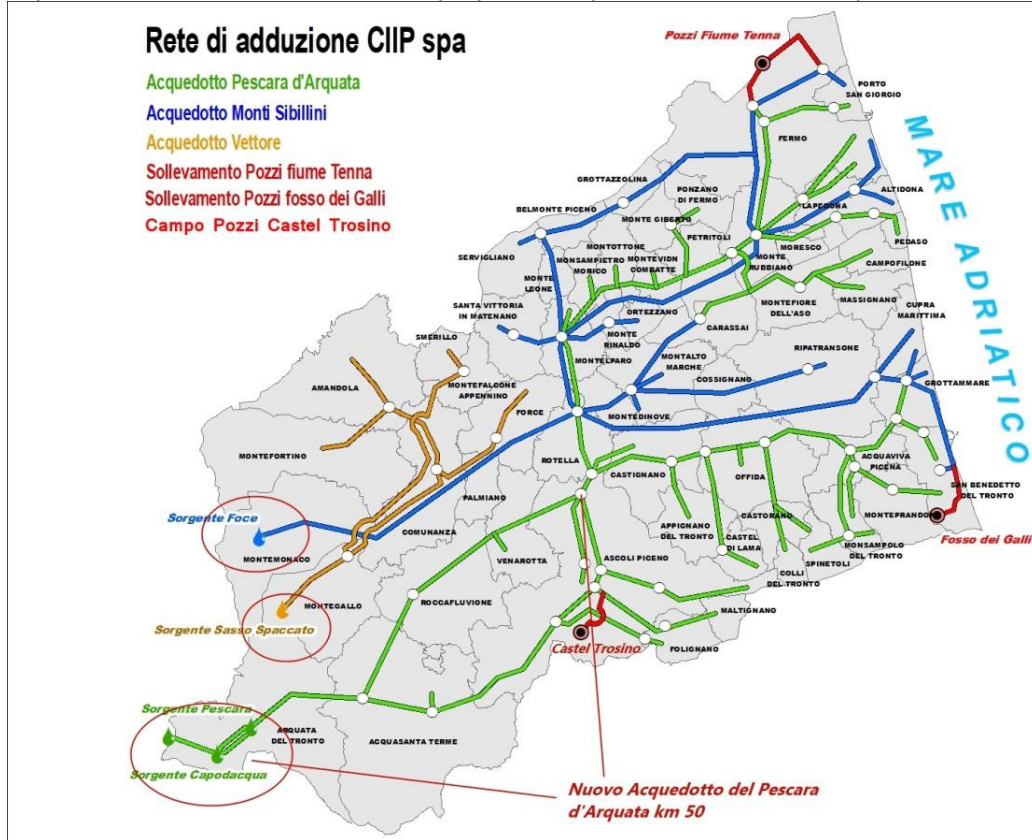 Rete di adduzione CIIP spa
Acquedotto Pescara d'Arquata
Acquedotto Monti Sibillini
Acquedotto Vettore
Sollevamento Pozzi fiume Tenna
Sollevamento Pozzi fosso dei Galli
Campo Pozzi Castel Trosino
Pozzi Fiume Tenna
PORTO
SAN GIORGIO
FERMO
MARE ADRIATICO
GROTTAZZOLINA
PONZANO
DI FERMO
ALTIDONA
LAPEDONA
BELMONTE PICENO
MONTE GIBERTO
PETRITOLI
MORESCO
PEDASO
SERVIGLIANO
MONTOTTONE
MONSAMPIETRO
MORICO
MONTEVIDN
COMBATTE
MONTE
RUBBIANO
CAMPOFILONE
MONTE
LEONE
MASSIGNANO
SANTA VITTORIA
IN MATENANO
ORTEZZANO
MONTEFIORE
DELL'ASO
CUPRA
MARITTIMA
MONTE
RINALDO
CARASSAI
SMERILLO
MONTELPARO
MONTALTO
MARCHE
RIPATRANSONE
AMANDOLA
MONTEFALCONE
APPENNINO
COSSIGNANO
GROTTAMMARE
FORCE
MONTEDINOVE
MONTEFORTINO
ROTELLA
CASTIGNANO
OFFIDA
ACQUAVIVA
PICENA
SAN BENEDETTO
DEL TRONTO
PALMIANO
Sorgente Foce
COMUNANZA
APPIGNANO
DEL TRONTO
CASTORANO
MONTEPRANDONE
MONTEMONACO
VENAROTTA
ASCOLI PICENO
CASTEL
DI LAMA
MONSAMPOLO
DEL TRONTO
Fosso dei Galli
COLLI
DEL TRONTO
SPINETOLI
MONTEGALLO
ROCCAFLUVIONE
MALTIGNANO
Sorgente Sasso Spaccato
Castel Trosino
FOLIGNANO
Sorgente Pescara
ARQUATA
DEL TRONTO
ACQUASANTA TERME
Sorgente Capodacqua
Nuovo Acquedotto del Pescara
d'Arquata km 50